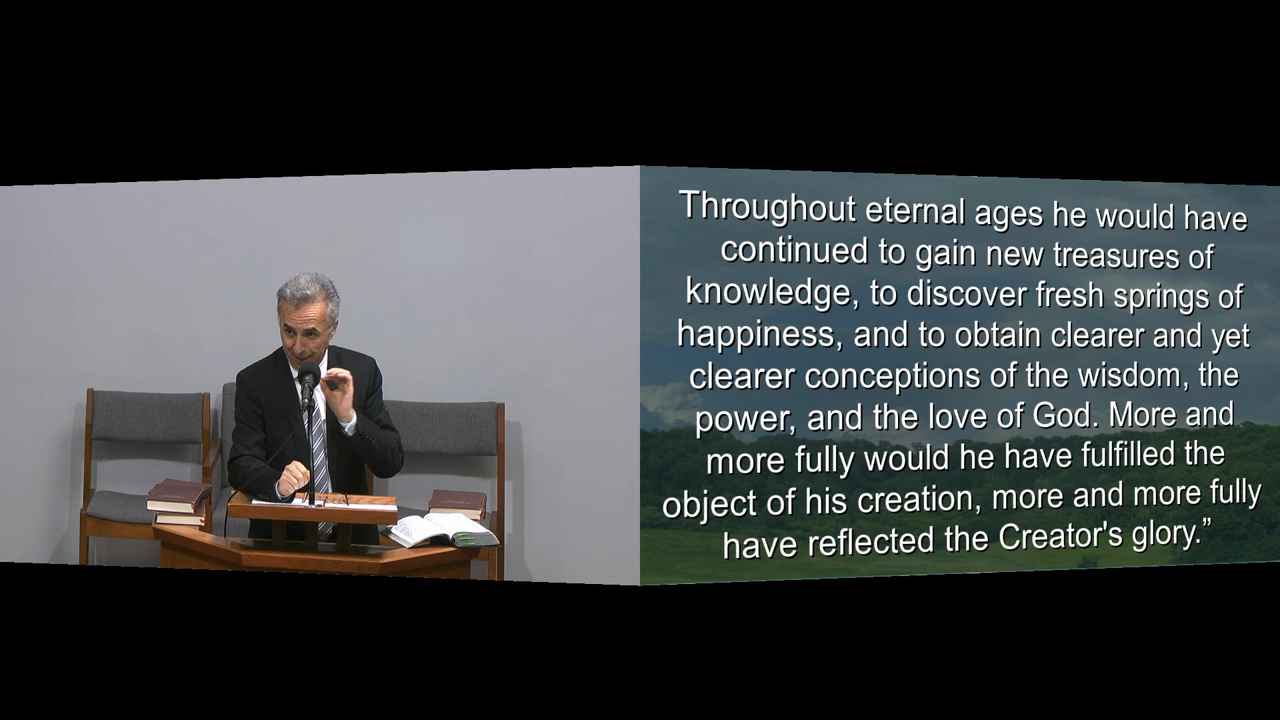 Throughout eternal ages he would have
continued to gain new treasures of
knowledge, to discover fresh springs of
happiness, and to obtain clearer and yet
clearer conceptions of the wisdom, the
power, and the love of God. More and
more fully would he have fulfilled the
object of his creation, more and more fully
have reflected the Creator's glory.”